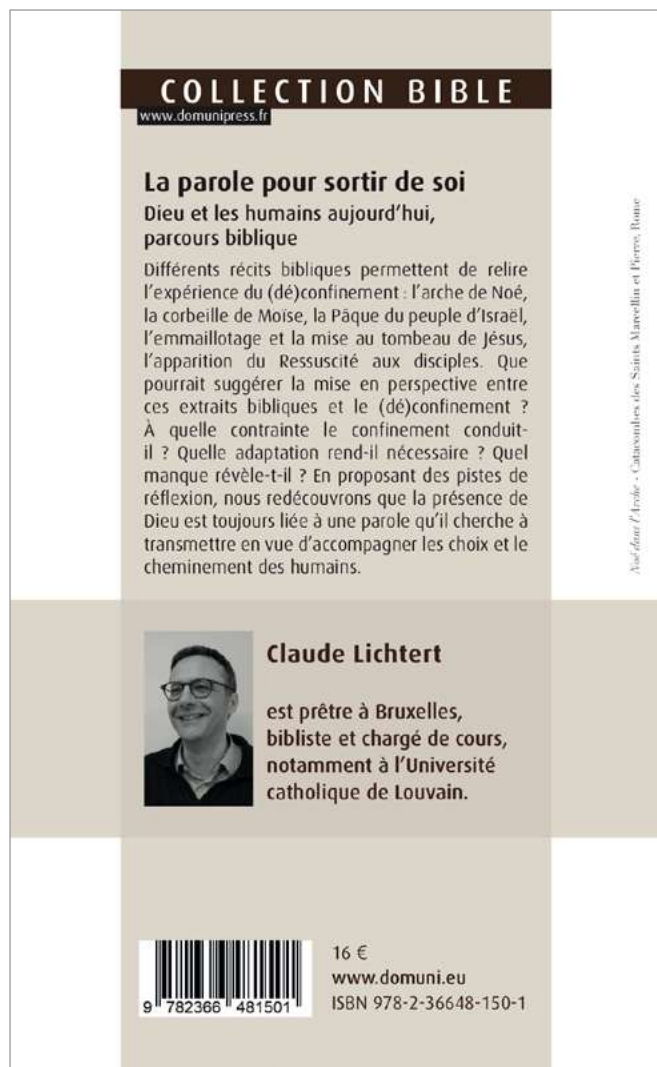 COLLECTION BIBLE
www.domunipress.fr
La parole pour sortir de soi
Dieu et les humains aujourd'hui,
parcours biblique
Différents récits bibliques permettent de relire
l'expérience du (dé)confinement : l'arche de Noé,
la corbeille de Moïse, la Pâque du peuple d'Israël,
l'emmaillotage et la mise au tombeau de Jésus,
l'apparition du Ressuscité aux disciples. Que
pourrait suggérer la mise en perspective entre
ces extraits bibliques et le (dé)confinement ?
À quelle contrainte le confinement conduit-
il ? Quelle adaptation rend-il nécessaire ? Quel
manque révèle-t-il ? En proposant des pistes de
réflexion, nous redécouvrons que la présence de
Dieu est toujours liée à une parole qu'il cherche à
transmettre en vue d'accompagner les choix et le
cheminement des humains.
Noé dans l'Arche - Catacombes des Saints Marcellin et Pierre, Rome
Claude Lichtert
est prêtre à Bruxelles,
bibliste et chargé de cours,
notamment à l'Université
catholique de Louvain.
16 €
www.domuni.eu
ISBN 978-2-36648-150-1
9 782366 481501